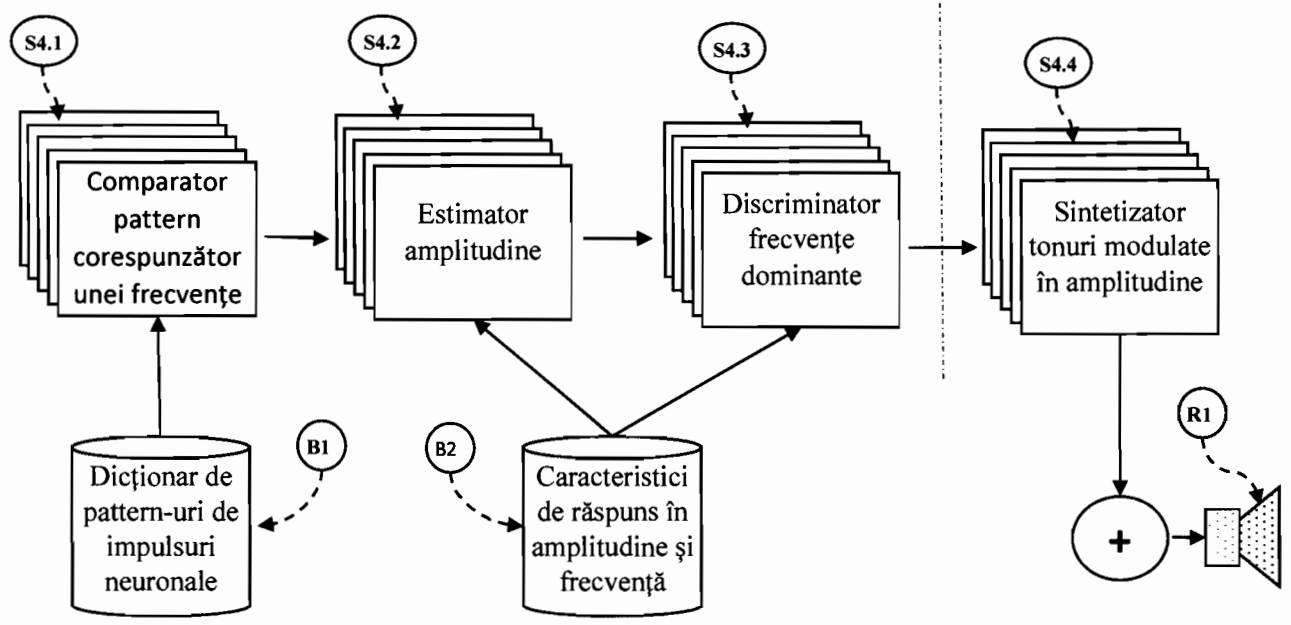 S4.1
S4.2
S4.3
S4.4
Comparator
pattern
corespunzător
unei frecvențe
Estimator
amplitudine
Discriminator
frecvențe
dominante
Sintetizator
tonuri modulate
în amplitudine
B1
B2
R1
Dicționar de
pattern-uri de
impulsuri
neuronale
Caracteristici
de răspuns în
amplitudine și
frecvență
+